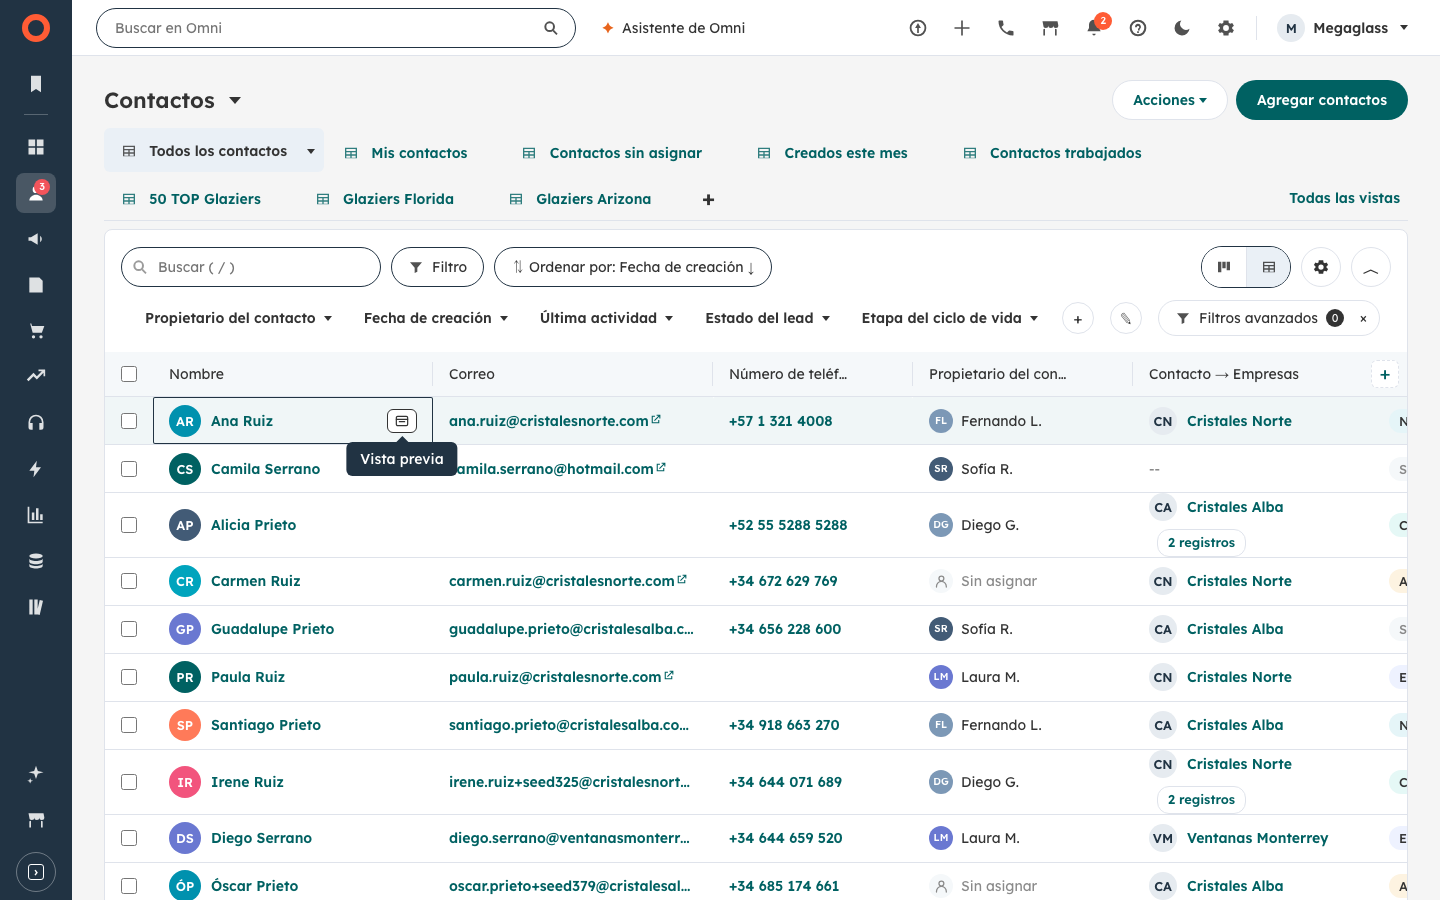 Buscar en Omni
Asistente de Omni
2
M Megaglass
Contactos
Acciones
Agregar contactos
3
Todos los contactos
Mis contactos
Contactos sin asignar
Creados este mes
Contactos trabajados
50 TOP Glaziers
Glaziers Florida
Glaziers Arizona
+
Todas las vistas
Buscar ( / )
Filtro
Ordenar por: Fecha de creación ↓
Propietario del contacto
Fecha de creación
Última actividad
Estado del lead
Etapa del ciclo de vida
+
Filtros avanzados 0 ×
Nombre
Correo
Número de teléf...
Propietario del con...
Contacto → Empresas
+
AR Ana Ruiz ana.ruiz@cristalesnorte.com +57 1 321 4008 FL Fernando L. CN Cristales Norte N
Vista previa
CS Camila Serrano amila.serrano@hotmail.com SR Sofía R. -- S
AP Alicia Prieto +52 55 5288 5288 DG Diego G. CA Cristales Alba C
2 registros
CR Carmen Ruiz carmen.ruiz@cristalesnorte.com +34 672 629 769 Sin asignar CN Cristales Norte A
GP Guadalupe Prieto guadalupe.prieto@cristalesalba.c... +34 656 228 600 SR Sofía R. CA Cristales Alba S
PR Paula Ruiz paula.ruiz@cristalesnorte.com LM Laura M. CN Cristales Norte E
SP Santiago Prieto santiago.prieto@cristalesalba.co... +34 918 663 270 FL Fernando L. CA Cristales Alba N
IR Irene Ruiz irene.ruiz+seed325@cristalesnort... +34 644 071 689 DG Diego G. CN Cristales Norte C
2 registros
DS Diego Serrano diego.serrano@ventanasmonterr... +34 644 659 520 LM Laura M. VM Ventanas Monterrey E
ÓP Óscar Prieto oscar.prieto+seed379@cristalesal... +34 685 174 661 Sin asignar CA Cristales Alba A